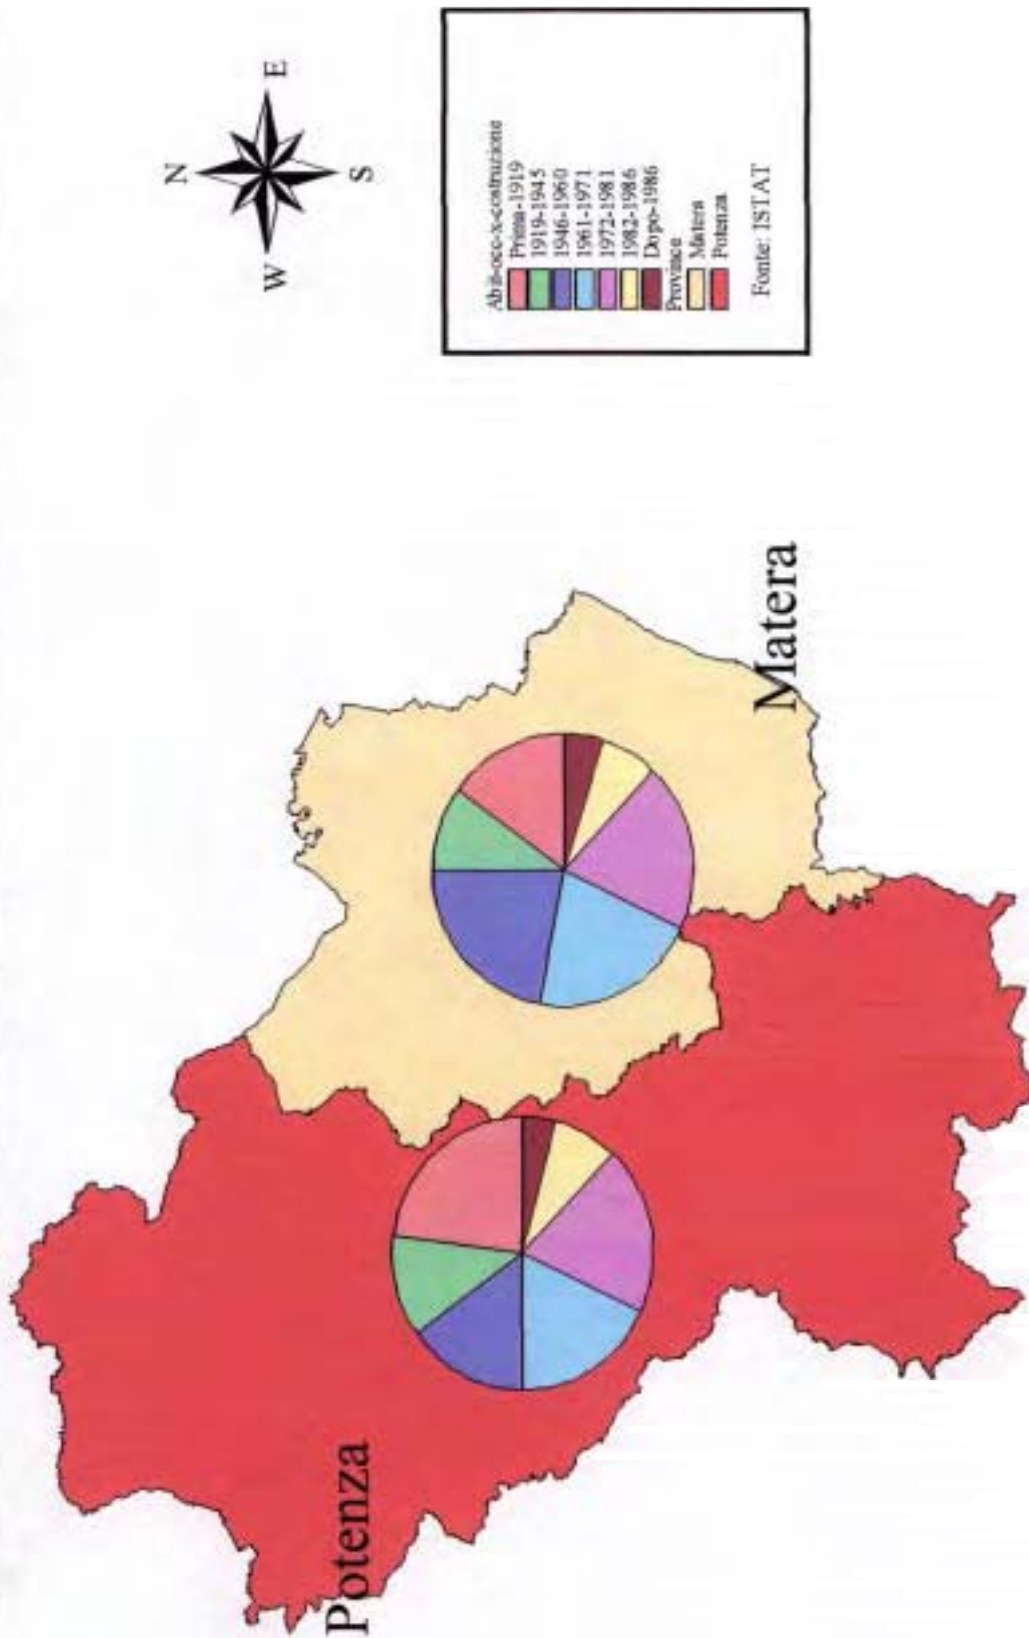 N
W
E
S
Abit-occ-x-costruzione
Prima-1919
1919-1945
1946-1960
1961-1971
1972-1981
1982-1986
Dopo-1986
Province
Matera
Potenza
Fonte: ISTAT
Potenza
Matera